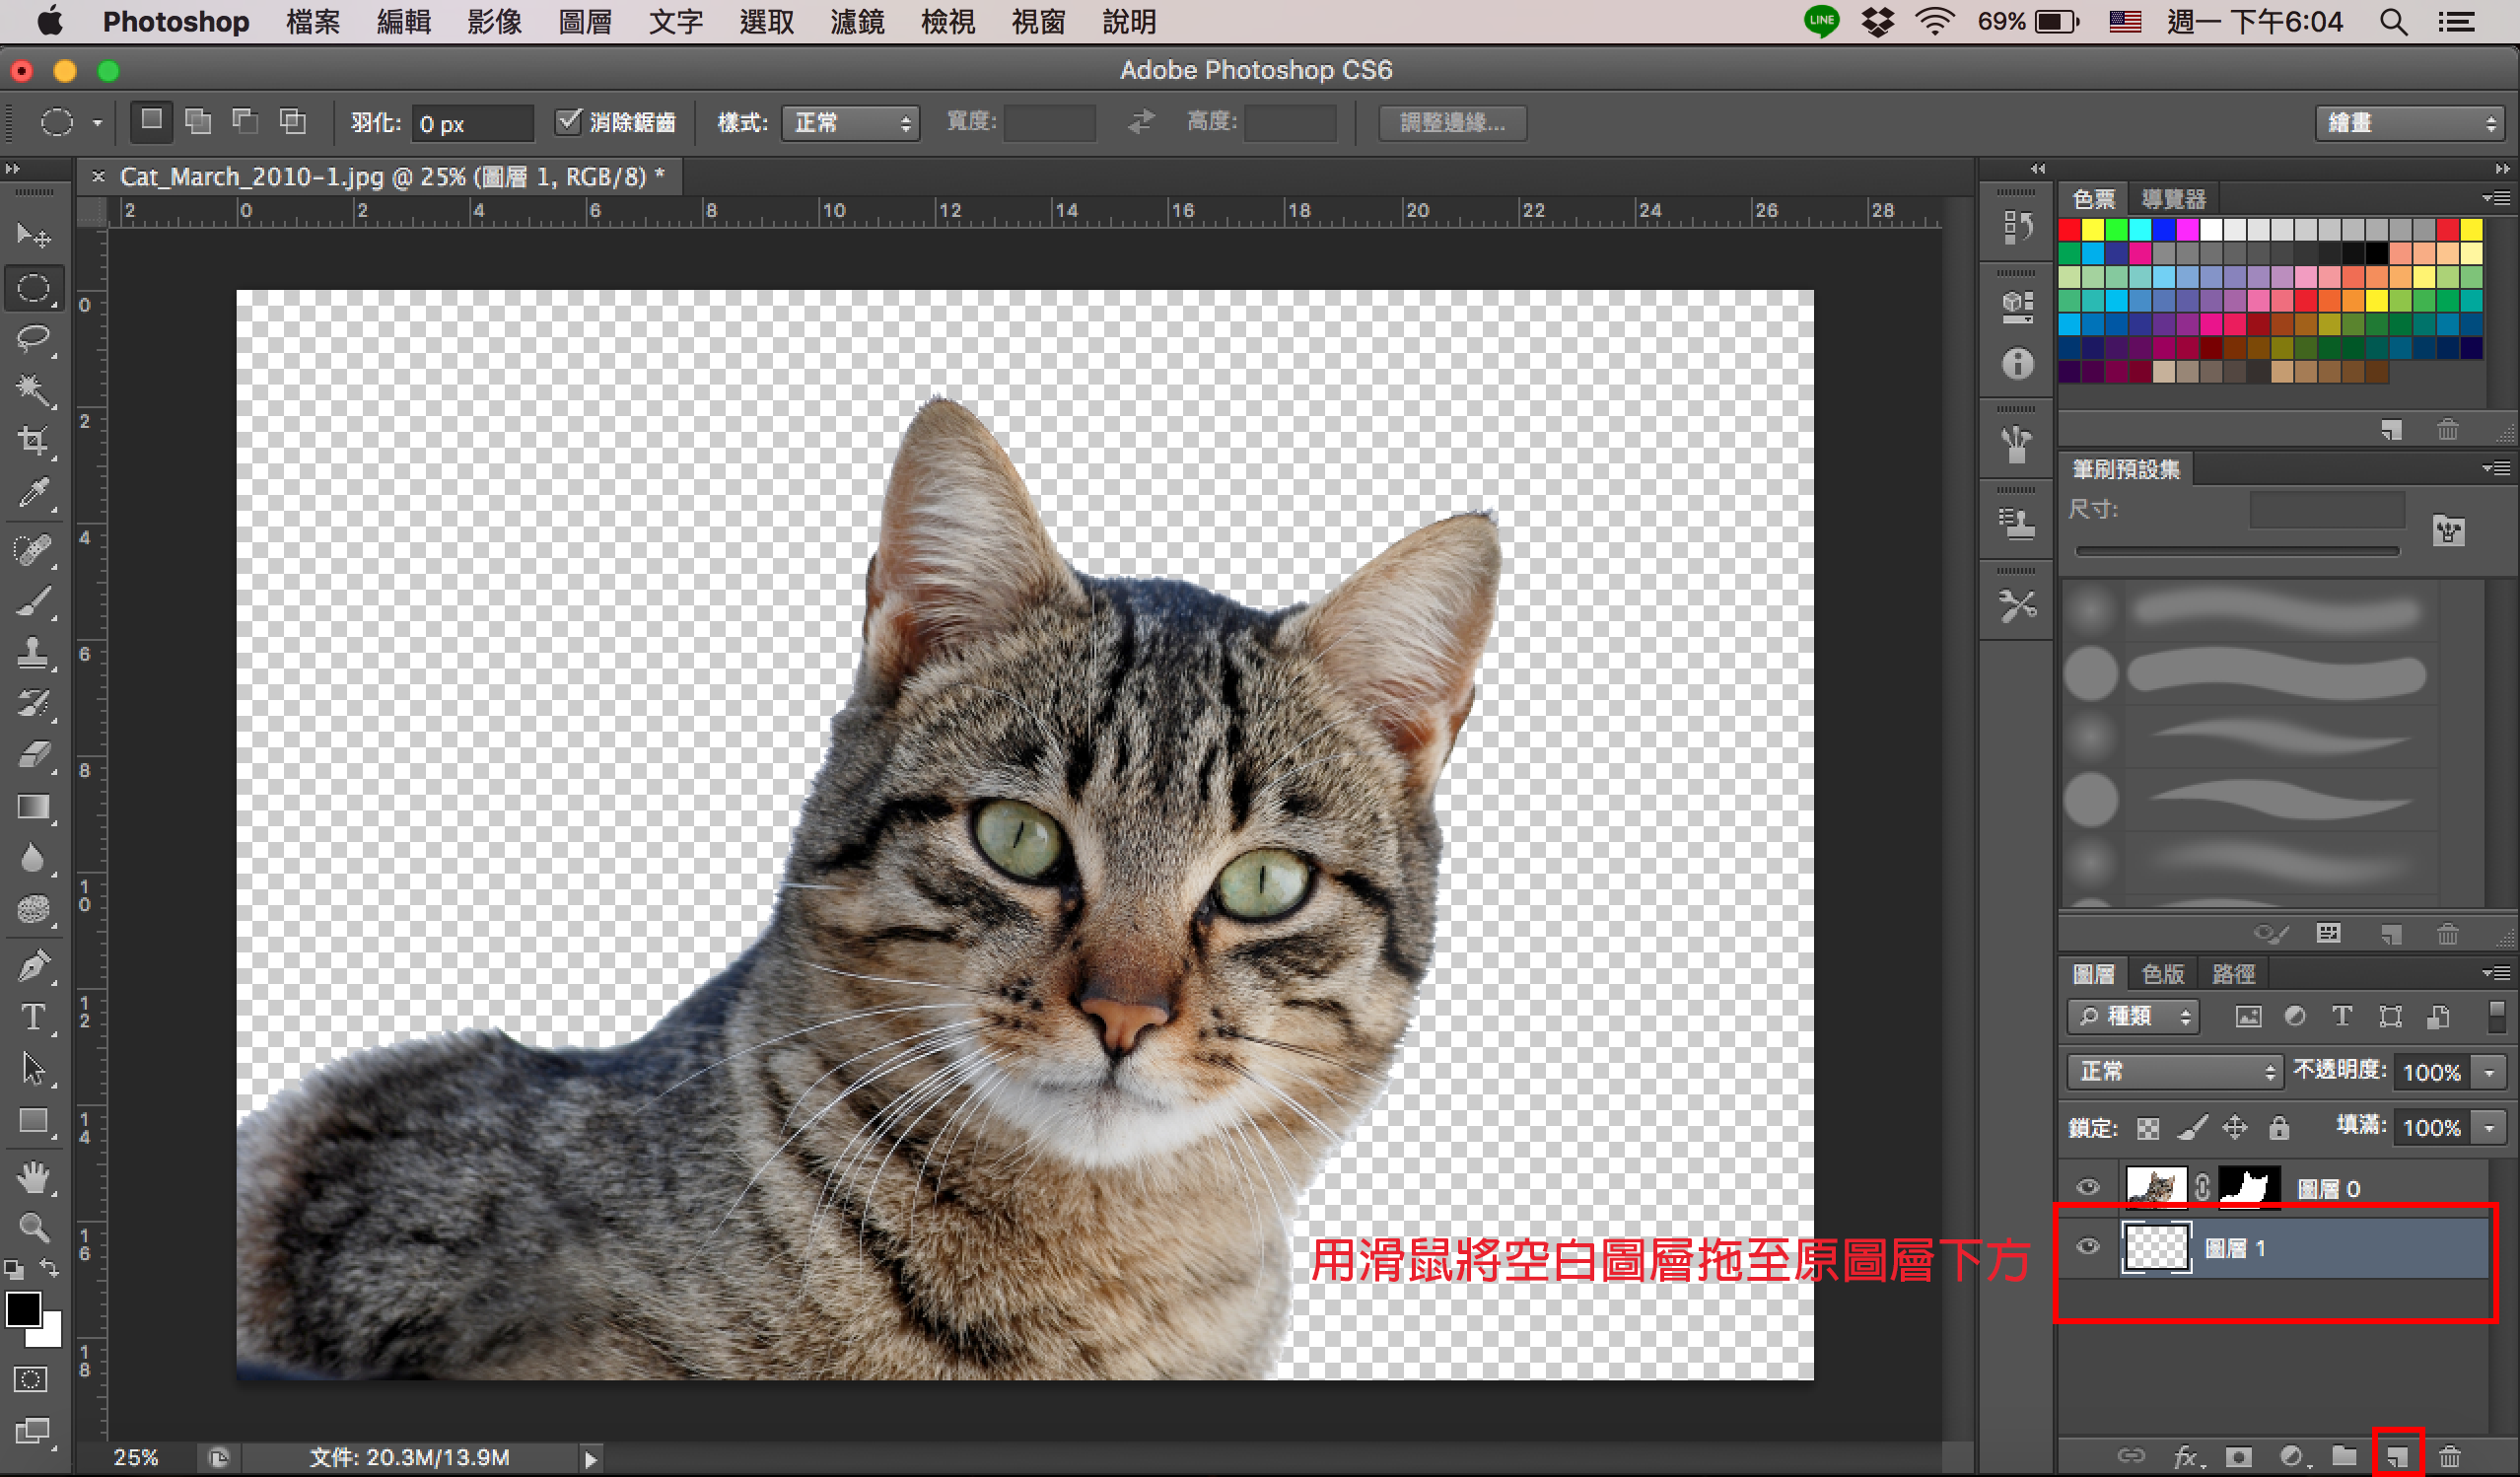 Photoshop 檔案 編輯 影像 圖層 文字 選取 濾鏡 檢視 視窗 說明 LINE 69% 週一 下午6:04
Adobe Photoshop CS6
羽化: 0 px 消除鋸齒 樣式: 正常 寬度: 高度: 調整邊緣... 繪畫
× Cat_March_2010-1.jpg @ 25% (圖層 1, RGB/8) *
2 0 2 4 6 8 10 12 14 16 18 20 22 24 26 28
0
2
4
6
8
10
12
14
16
18
色票 導覽器
筆刷預設集
尺寸:
圖層 色版 路徑
種類
正常 不透明度: 100%
鎖定: 填滿: 100%
圖層 0
圖層 1
用滑鼠將空白圖層拖至原圖層下方
25% 文件: 20.3M/13.9M
fx